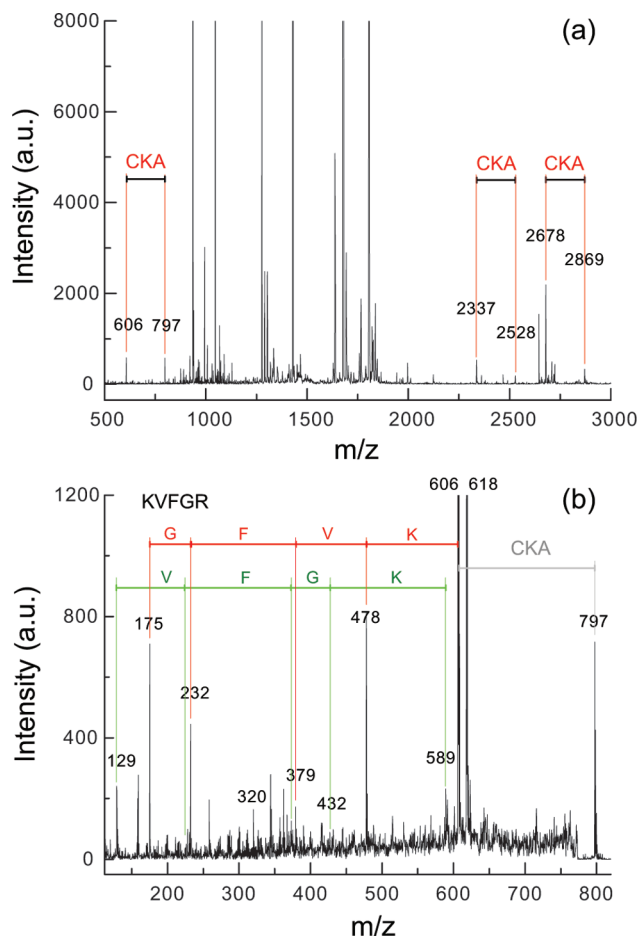 (a)
8000
6000
4000
2000
0
Intensity (a.u.)
CKA
CKA
CKA
606
797
2337
2528
2678
2869
500
1000
1500
2000
2500
3000
m/z
(b)
606
618
1200
800
400
0
Intensity (a.u.)
KVFGR
G
F
V
K
CKA
V
F
G
K
175
797
478
232
129
320
379
432
589
200
300
400
500
600
700
800
m/z